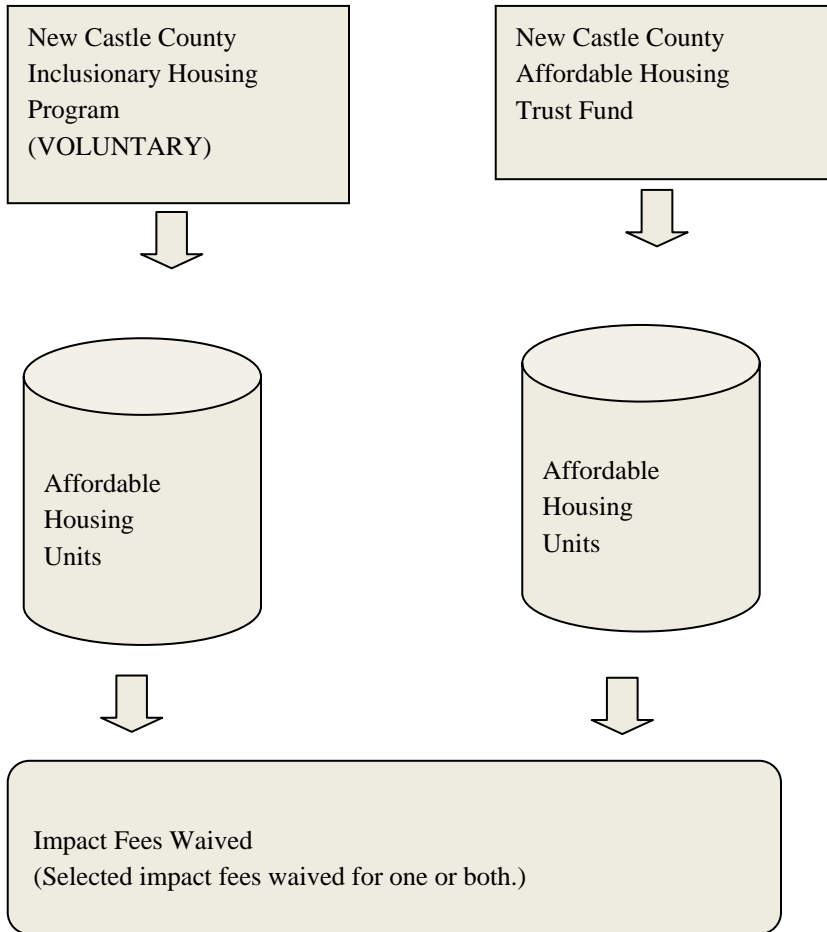 New Castle County
Inclusionary Housing
Program
(VOLUNTARY)
New Castle County
Affordable Housing
Trust Fund
Affordable
Housing
Units
Affordable
Housing
Units
Impact Fees Waived
(Selected impact fees waived for one or both.)